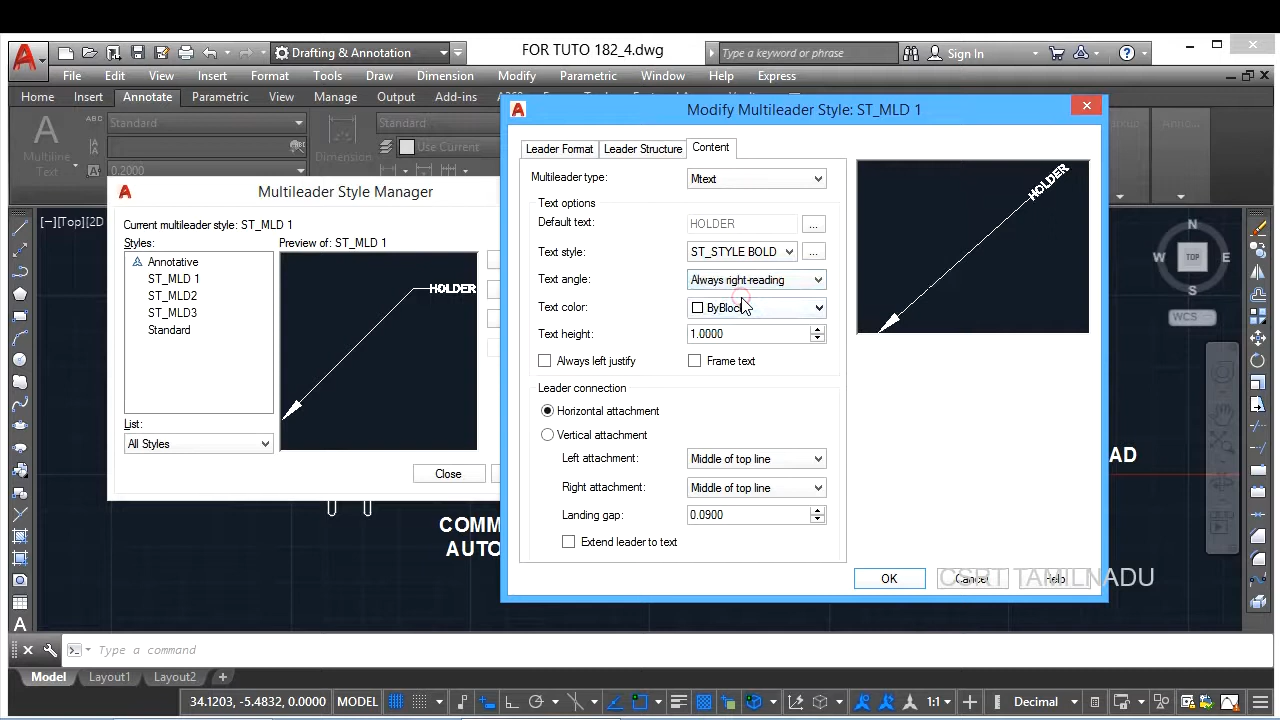 Drafting & Annotation
FOR TUTO 182_4.dwg
Type a keyword or phrase
Sign In
File Edit View Insert Format Tools Draw Dimension Modify Parametric Window Help Express
Home Insert Annotate Parametric View Manage Output Add-ins
Multiline
Text
ABC
Standard
0.2000
Dimension
Standard
Use Current
Modify Multileader Style: ST_MLD 1
Leader Format Leader Structure Content
Multileader type: Mtext
Text options
Default text: HOLDER ...
Text style: ST_STYLE BOLD ...
Text angle: Always right-reading
Text color: ByBlock
Text height: 1.0000
Always left justify Frame text
Leader connection
Horizontal attachment
Vertical attachment
Left attachment: Middle of top line
Right attachment: Middle of top line
Landing gap: 0.0900
Extend leader to text
HOLDER
OK Cancel Help
CSRT TAMILNADU
Multileader Style Manager
Current multileader style: ST_MLD 1
Styles: Preview of: ST_MLD 1
Annotative
ST_MLD 1
ST_MLD2
ST_MLD3
Standard
HOLDER
List:
All Styles
Close
[−][Top][2D
N
W TOP E
S
WCS
AD
COMM
AUTO
A
Type a command
Model Layout1 Layout2 +
34.1203, -5.4832, 0.0000 MODEL 1:1 Decimal